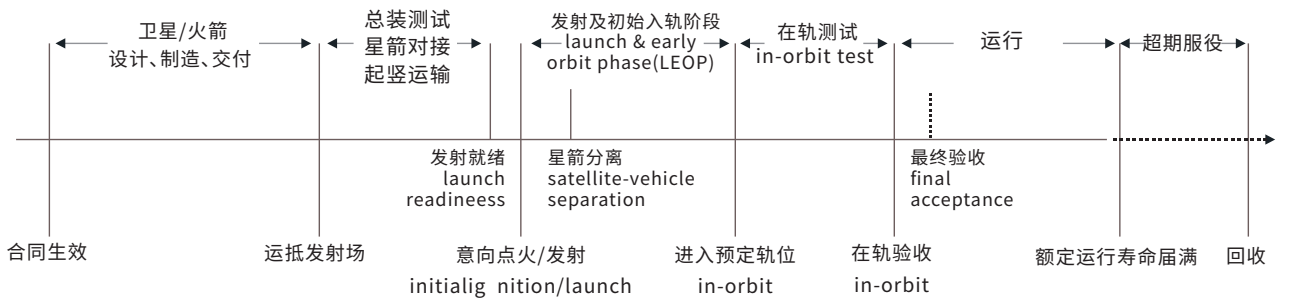 卫星/火箭
设计、制造、交付
总装测试
星箭对接
起竖运输
发射及初始入轨阶段
launch & early
orbit phase(LEOP)
在轨测试
in-orbit test
运行
超期服役
发射就绪
launch
readineess
星箭分离
satellite-vehicle
separation
最终验收
final
acceptance
合同生效
运抵发射场
意向点火/发射
initialig nition/launch
进入预定轨位
in-orbit
在轨验收
in-orbit
额定运行寿命届满
回收